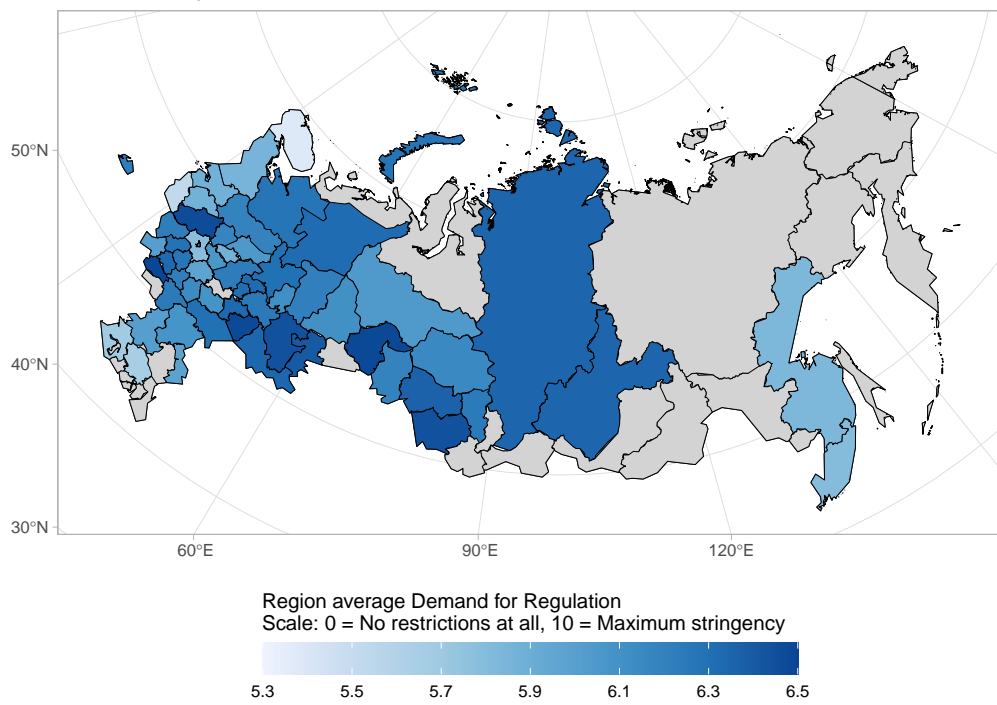 50°N
40°N
30°N
60°E
90°E
120°E
Region average Demand for Regulation
Scale: 0 = No restrictions at all, 10 = Maximum stringency
5.3
5.5
5.7
5.9
6.1
6.3
6.5